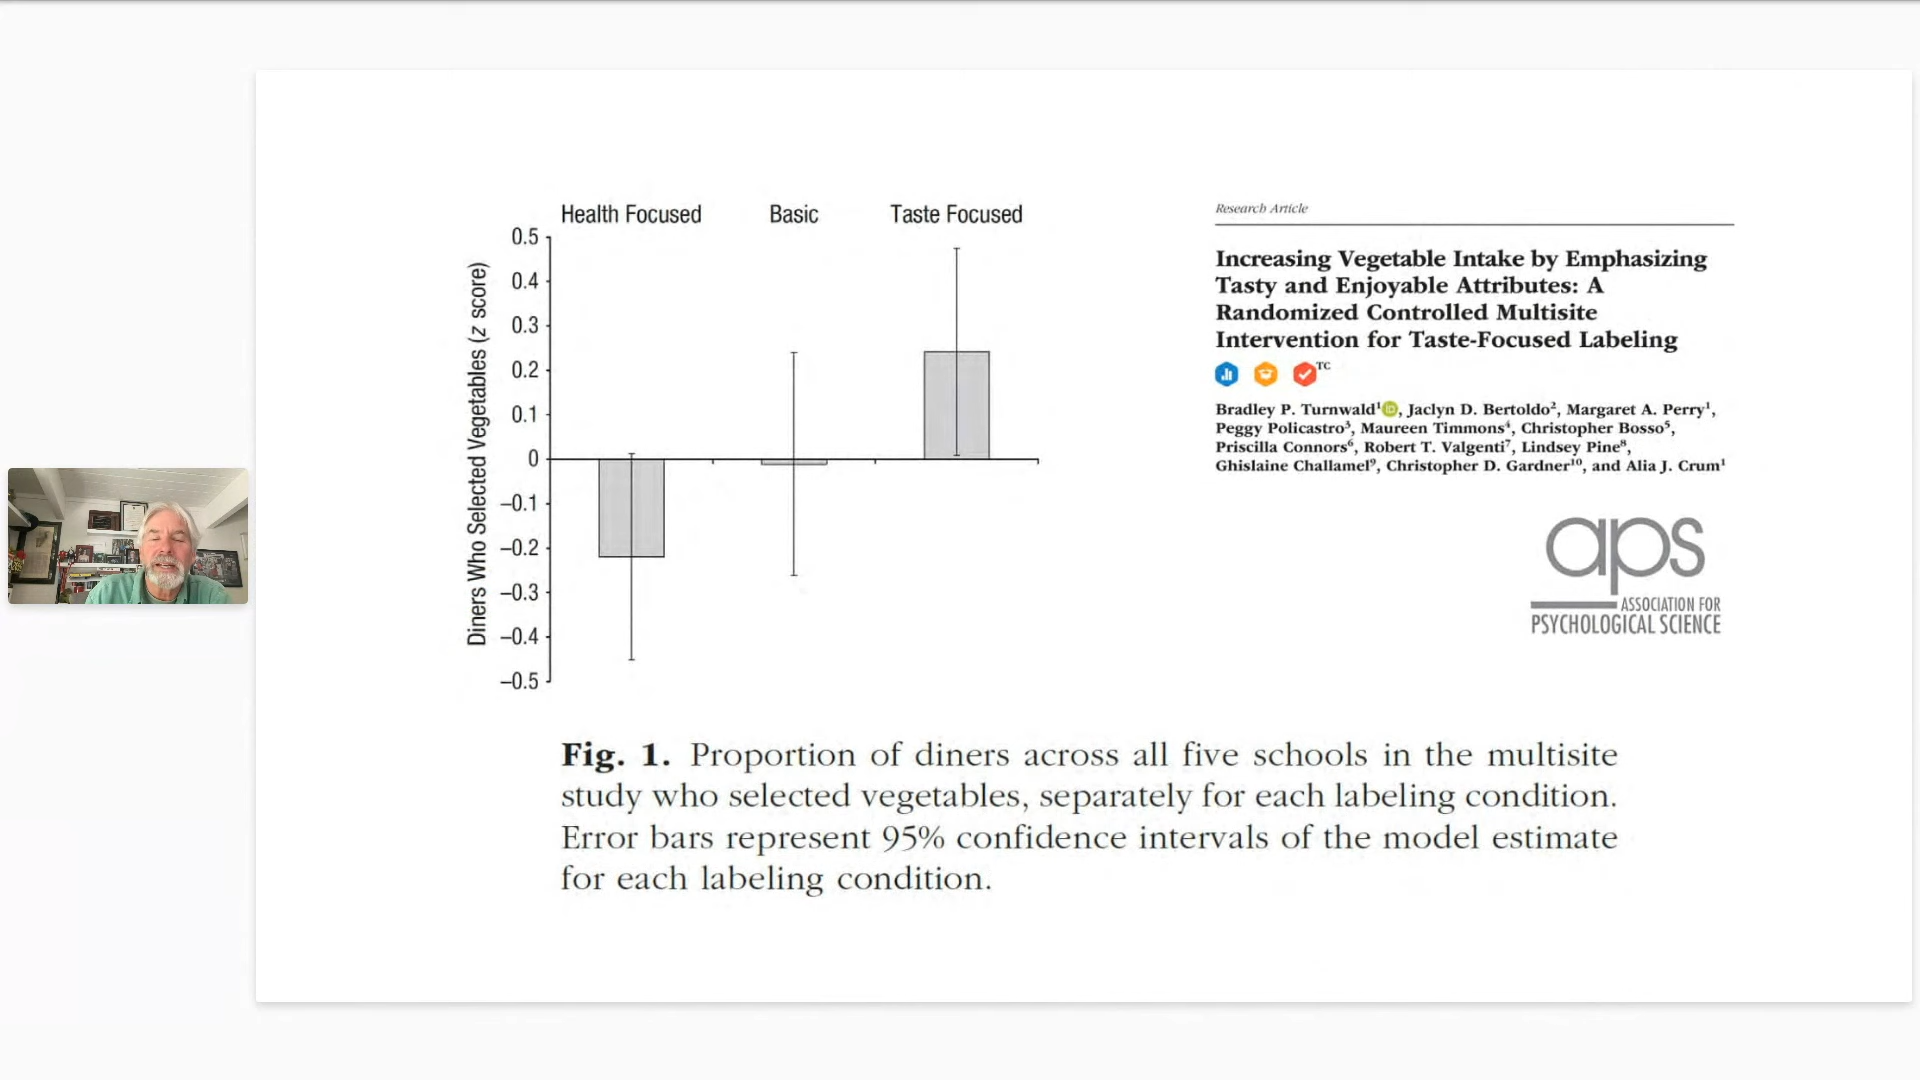 Health Focused Basic Taste Focused
0.5
0.4
0.3
0.2
0.1
0
–0.1
–0.2
–0.3
–0.4
–0.5
Diners Who Selected Vegetables (z score)
Research Article
Increasing Vegetable Intake by Emphasizing
Tasty and Enjoyable Attributes: A
Randomized Controlled Multisite
Intervention for Taste-Focused Labeling
TC
Bradley P. Turnwald¹ iD, Jaclyn D. Bertoldo², Margaret A. Perry¹,
Peggy Policastro³, Maureen Timmons⁴, Christopher Bosso⁵,
Priscilla Connors⁶, Robert T. Valgenti⁷, Lindsey Pine⁸,
Ghislaine Challamel⁹, Christopher D. Gardner¹⁰, and Alia J. Crum¹
aps
ASSOCIATION FOR
PSYCHOLOGICAL SCIENCE
Fig. 1. Proportion of diners across all five schools in the multisite
study who selected vegetables, separately for each labeling condition.
Error bars represent 95% confidence intervals of the model estimate
for each labeling condition.